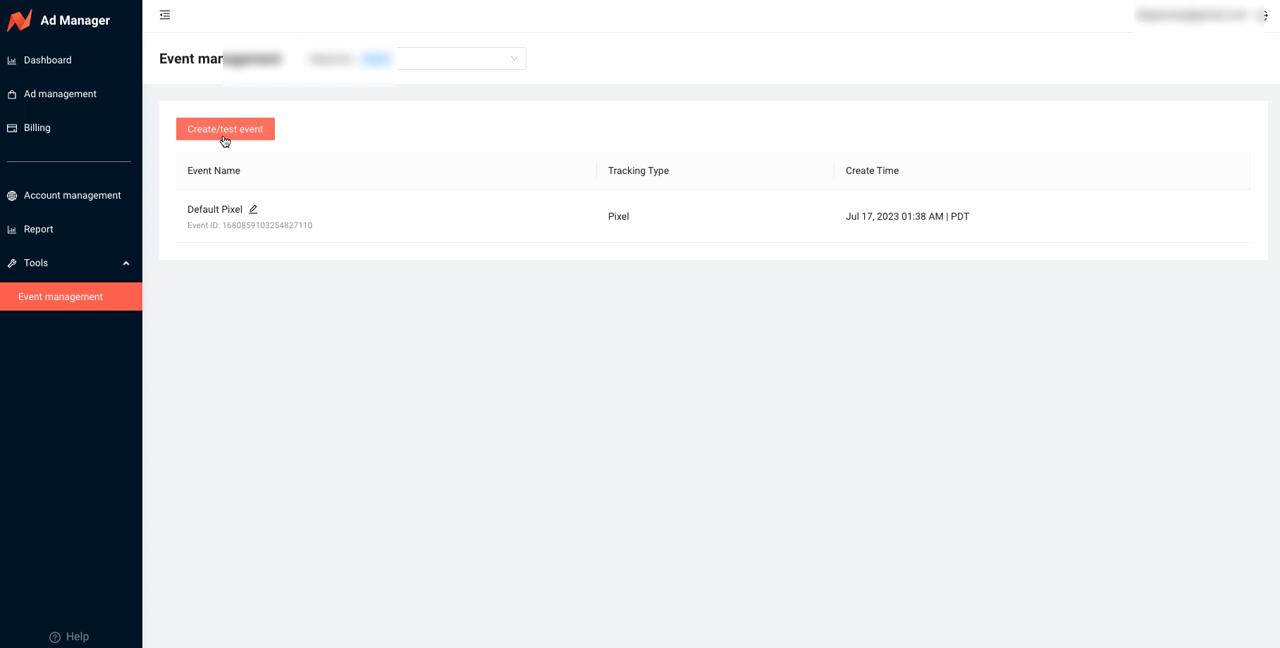 Ad Manager
Dashboard
Ad management
Billing
Account management
Report
Tools
Event management
Help
Event
Create/test event
Event Name Tracking Type Create Time
Default Pixel Pixel Jul 17, 2023 01:38 AM | PDT
Event ID: 1680859103254827110